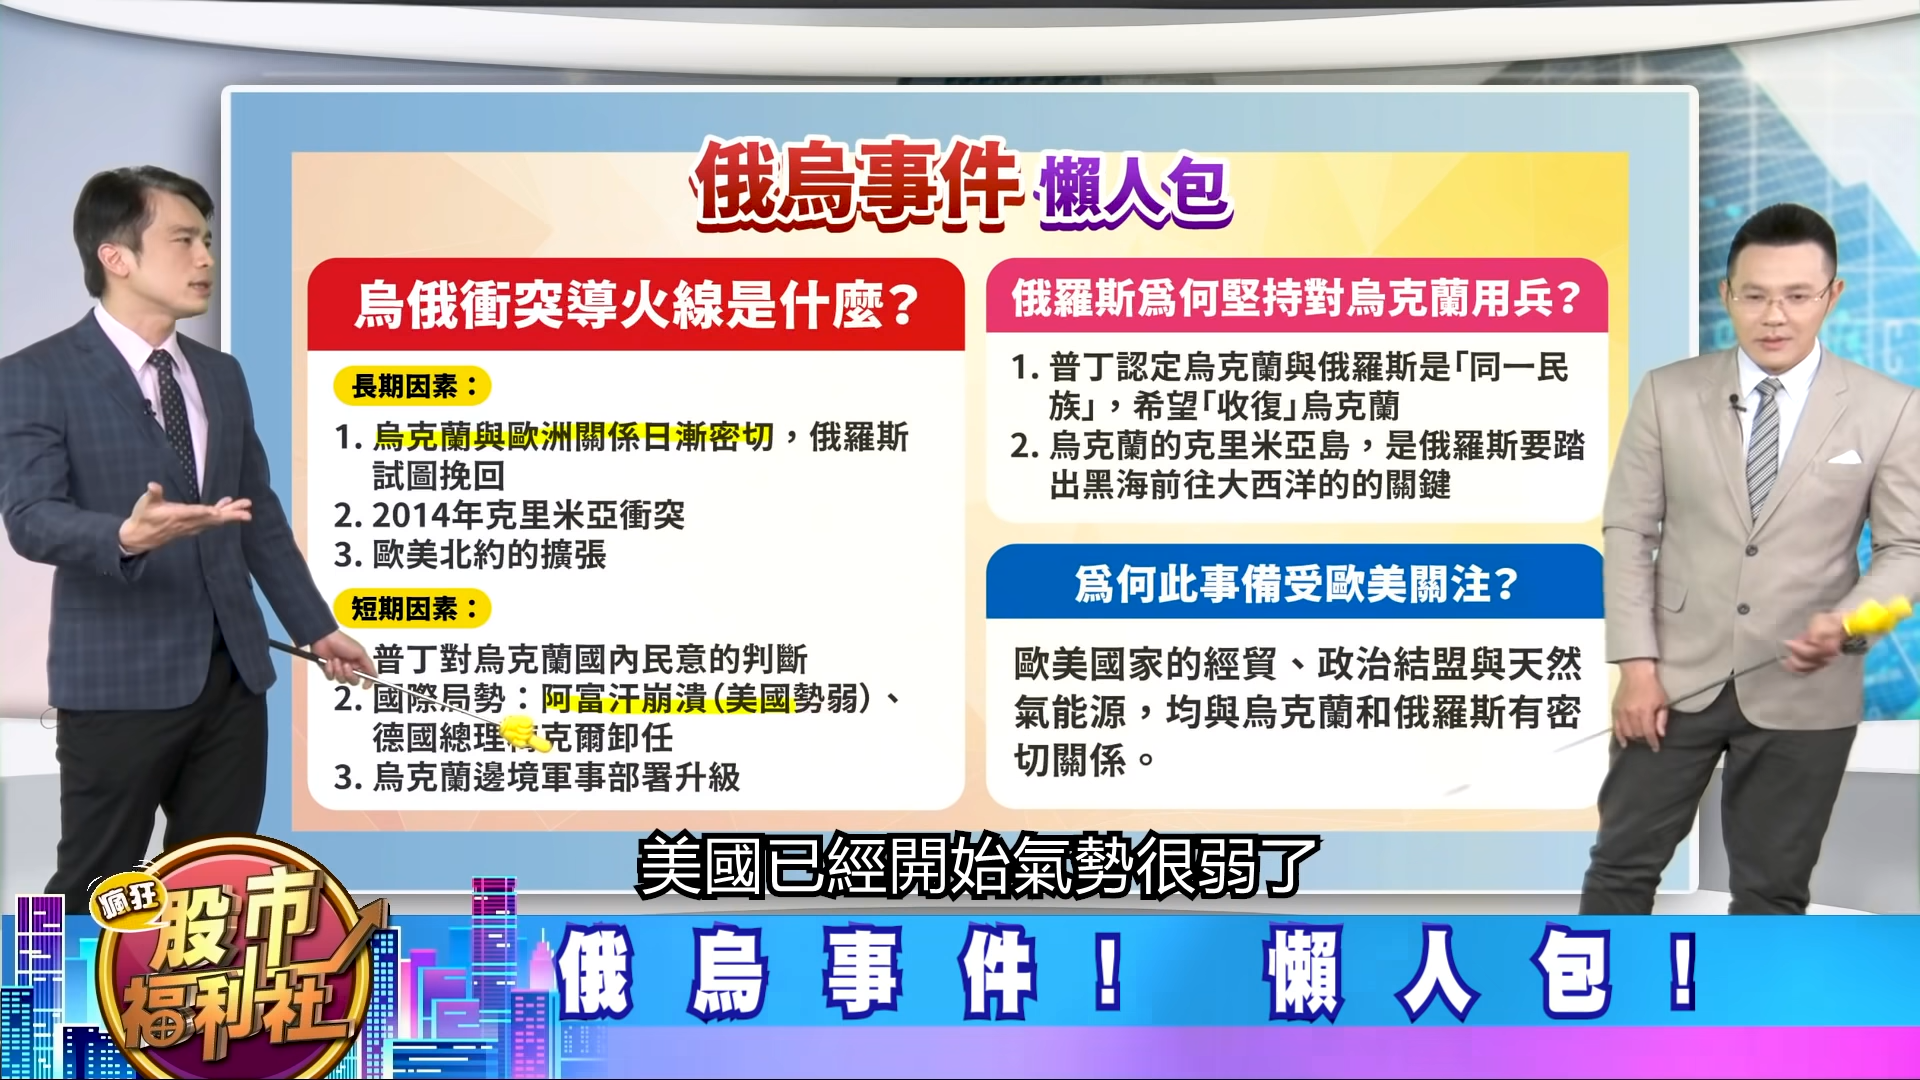 俄烏事件 懶人包
烏俄衝突導火線是什麼?
長期因素：
1. 烏克蘭與歐洲關係日漸密切，俄羅斯
試圖挽回
2. 2014年克里米亞衝突
3. 歐美北約的擴張
短期因素：
普丁對烏克蘭國內民意的判斷
2. 國際局勢：阿富汗崩潰(美國勢弱)、
德國總理 克爾卸任
3. 烏克蘭邊境軍事部署升級
俄羅斯爲何堅持對烏克蘭用兵?
1. 普丁認定烏克蘭與俄羅斯是「同一民
族」，希望「收復」烏克蘭
2. 烏克蘭的克里米亞島，是俄羅斯要踏
出黑海前往大西洋的的關鍵
爲何此事備受歐美關注?
歐美國家的經貿、政治結盟與天然
氣能源，均與烏克蘭和俄羅斯有密
切關係。
美國已經開始氣勢很弱了
瘋狂
股市
福利社
俄烏事件! 懶人包!